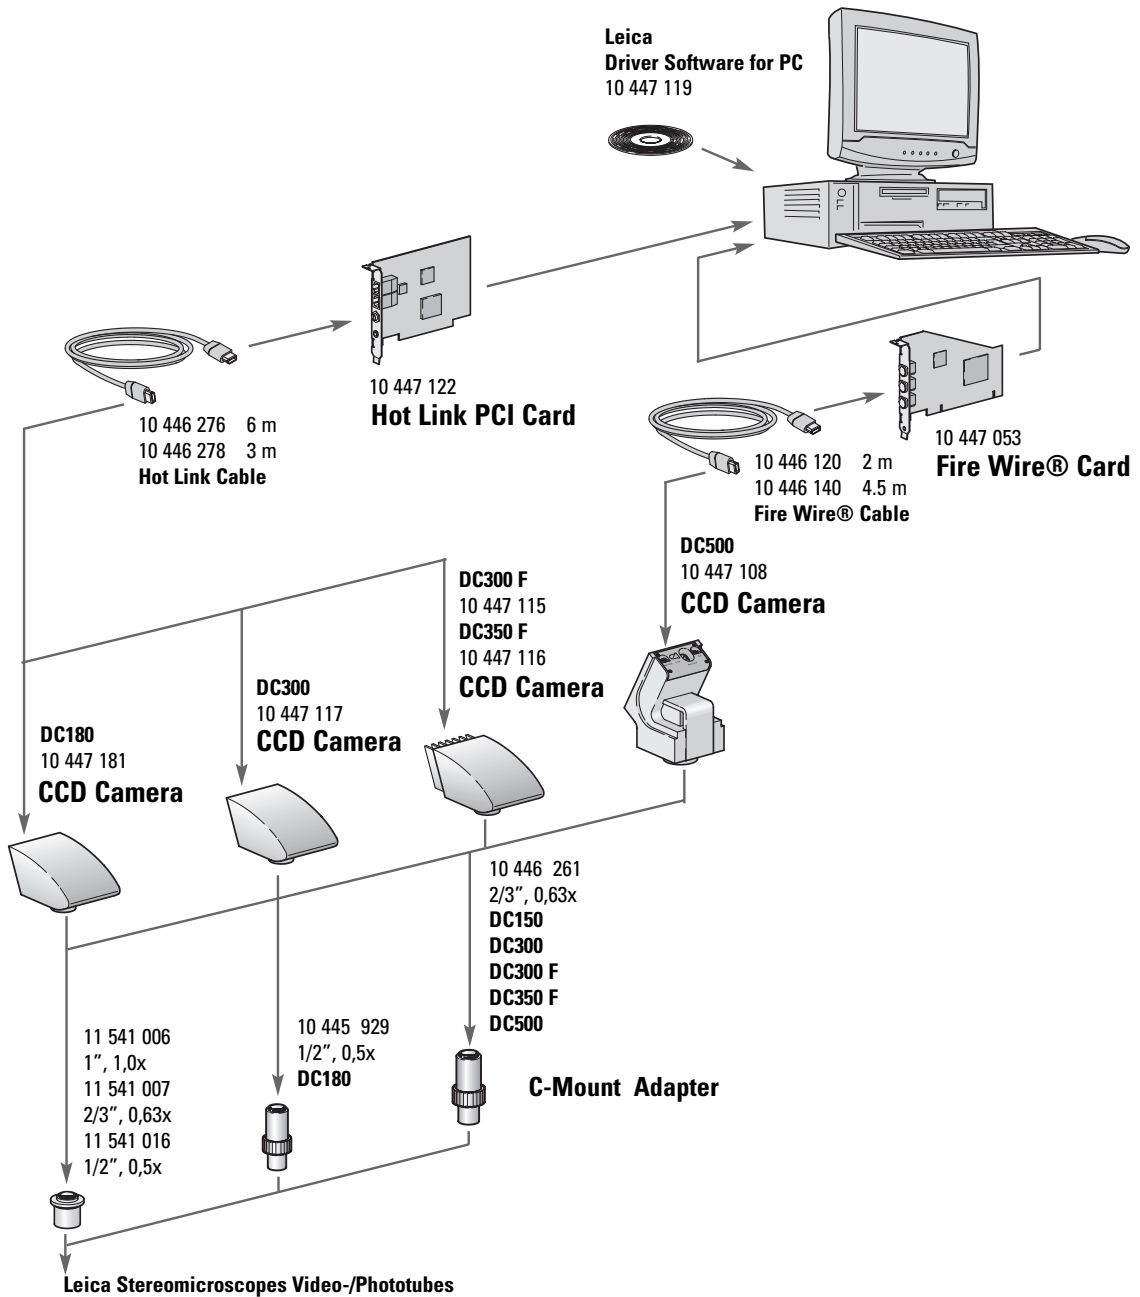 Leica
Driver Software for PC
10 447 119
10 447 122
Hot Link PCI Card
10 446 276 6 m
10 446 278 3 m
Hot Link Cable
10 447 053
Fire Wire® Card
10 446 120 2 m
10 446 140 4.5 m
Fire Wire® Cable
DC500
10 447 108
CCD Camera
DC300 F
10 447 115
DC350 F
10 447 116
CCD Camera
DC300
10 447 117
CCD Camera
DC180
10 447 181
CCD Camera
10 446 261
2/3”, 0,63x
DC150
DC300
DC300 F
DC350 F
DC500
11 541 006
1”, 1,0x
11 541 007
2/3”, 0,63x
11 541 016
1/2”, 0,5x
10 445 929
1/2”, 0,5x
DC180
C-Mount Adapter
Leica Stereomicroscopes Video-/Phototubes